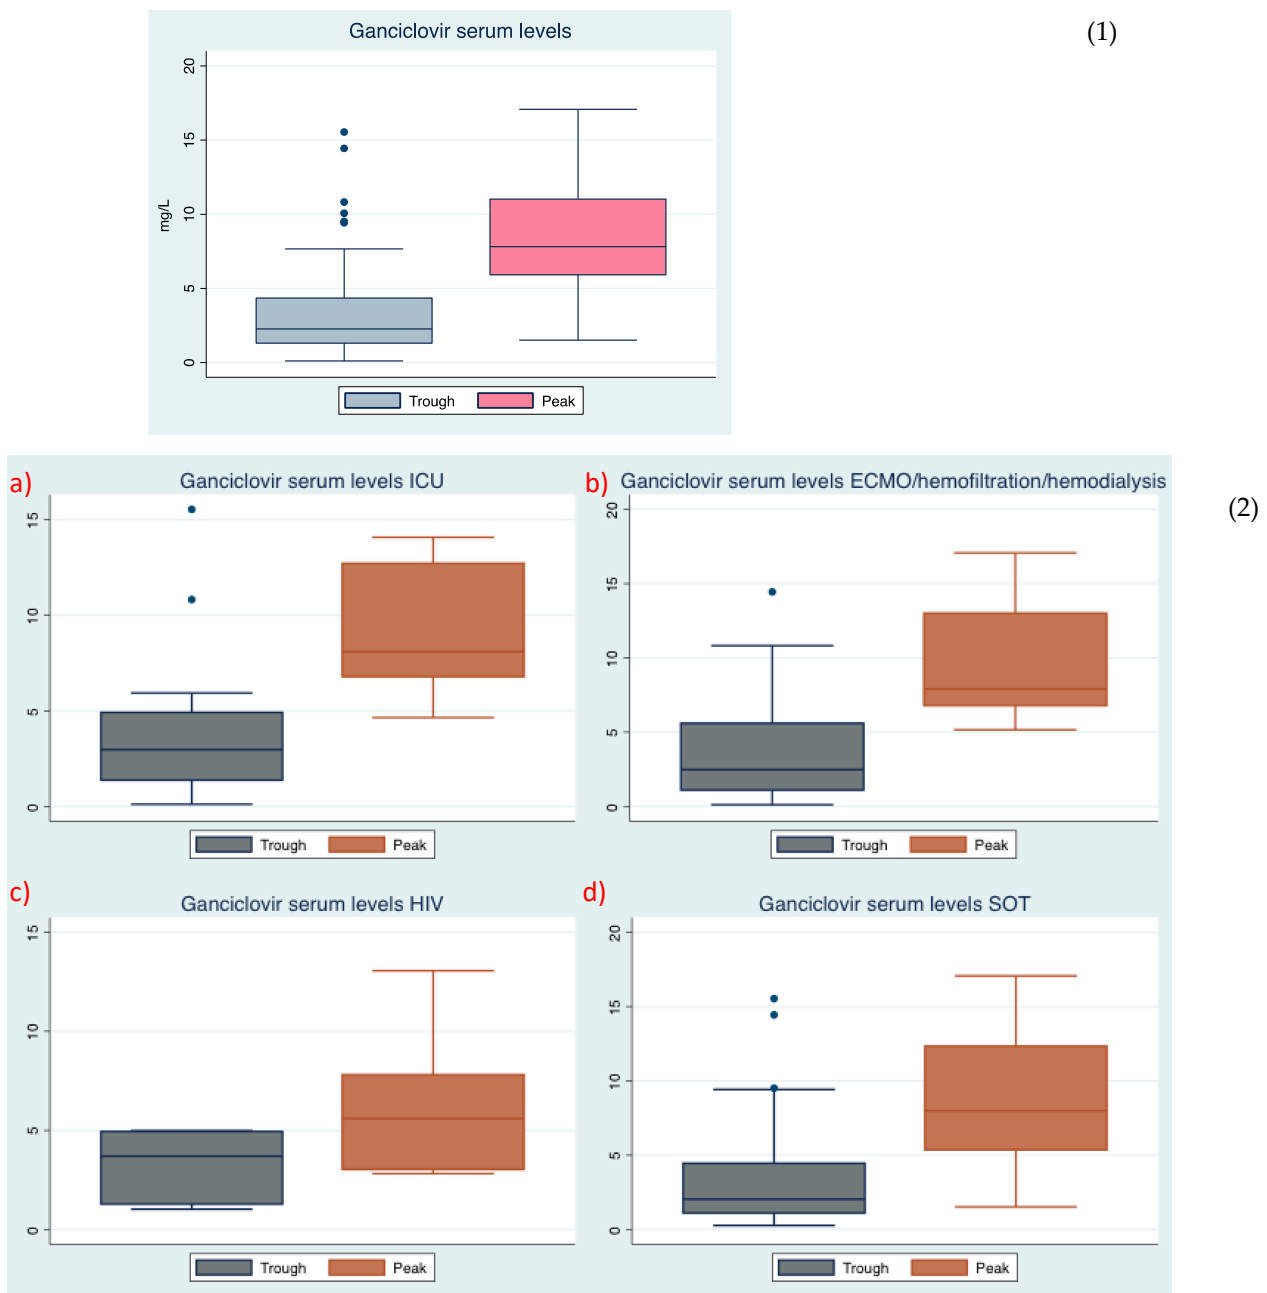 Ganciclovir serum levels
(1)
20
15
10
5
0
mg/L
Trough Peak
a) Ganciclovir serum levels ICU
15
10
5
0
Trough Peak
b) Ganciclovir serum levels ECMO/hemofiltration/hemodialysis
(2)
20
15
10
5
0
Trough Peak
c) Ganciclovir serum levels HIV
15
10
5
0
Trough Peak
d) Ganciclovir serum levels SOT
20
15
10
5
0
Trough Peak